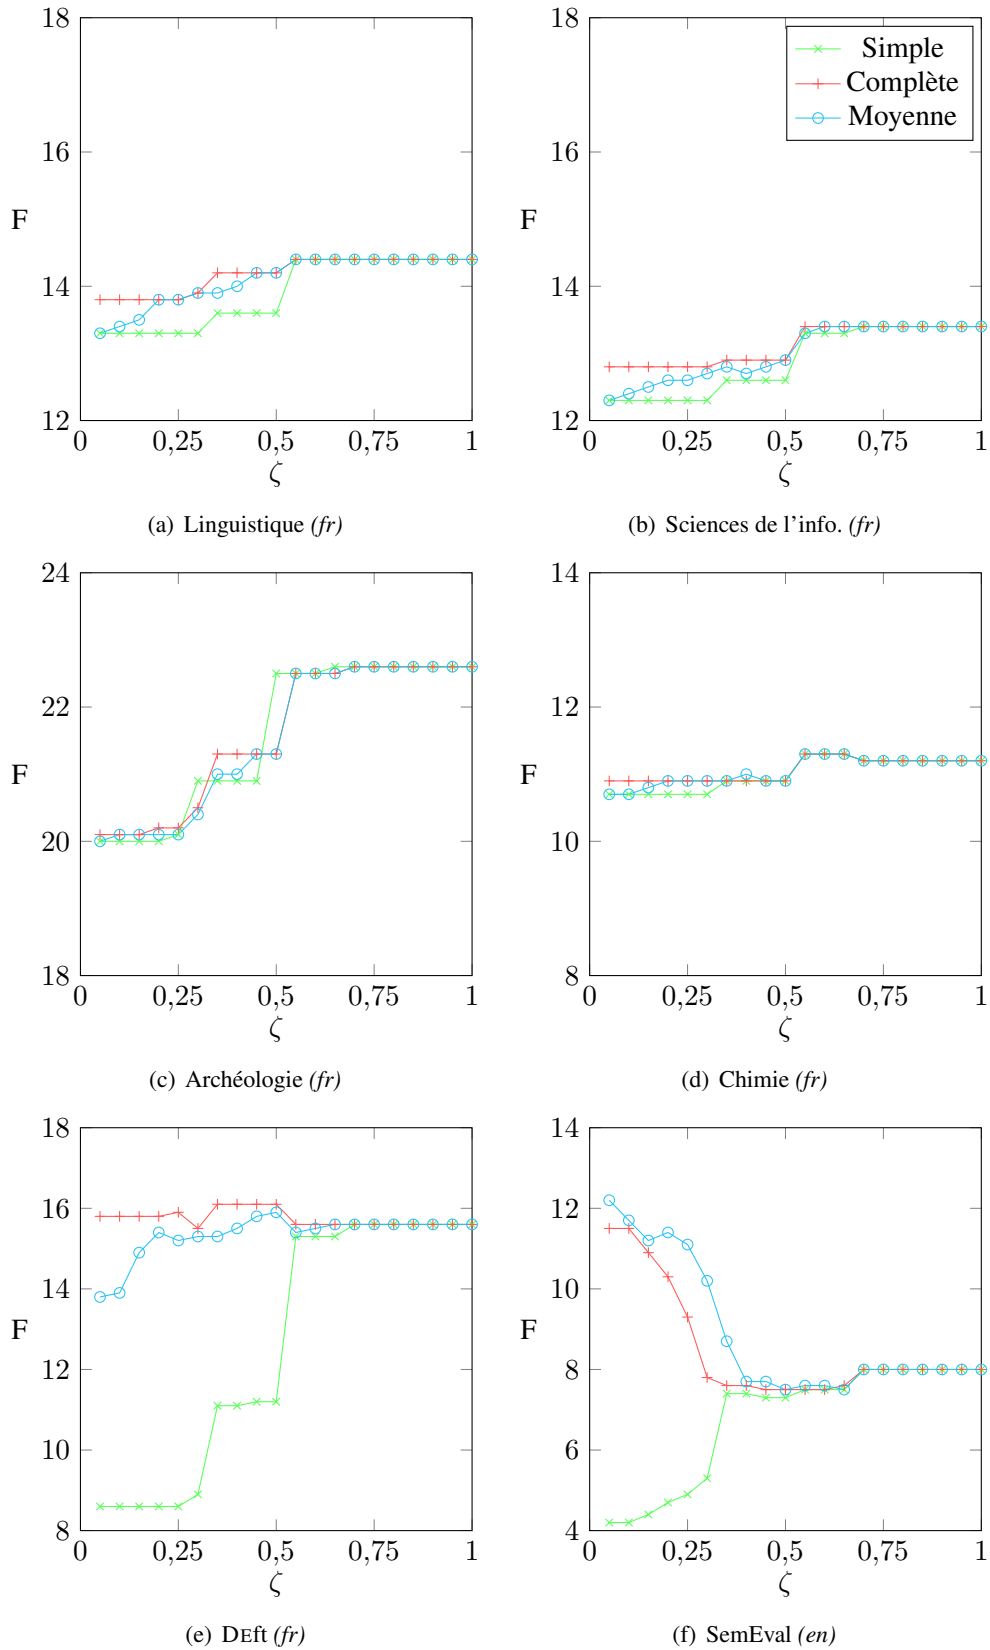 18
16
F
14
12
0
0,25
0,5
0,75
1
ζ
(a) Linguistique (fr)
18
Simple
Complète
Moyenne
16
F
14
12
0
0,25
0,5
0,75
1
ζ
(b) Sciences de l'info. (fr)
24
22
F
20
18
0
0,25
0,5
0,75
1
ζ
(c) Archéologie (fr)
14
12
F
10
8
0
0,25
0,5
0,75
1
ζ
(d) Chimie (fr)
18
16
14
F
12
10
8
0
0,25
0,5
0,75
1
ζ
(e) DEft (fr)
14
12
10
F
8
6
4
0
0,25
0,5
0,75
1
ζ
(f) SemEval (en)